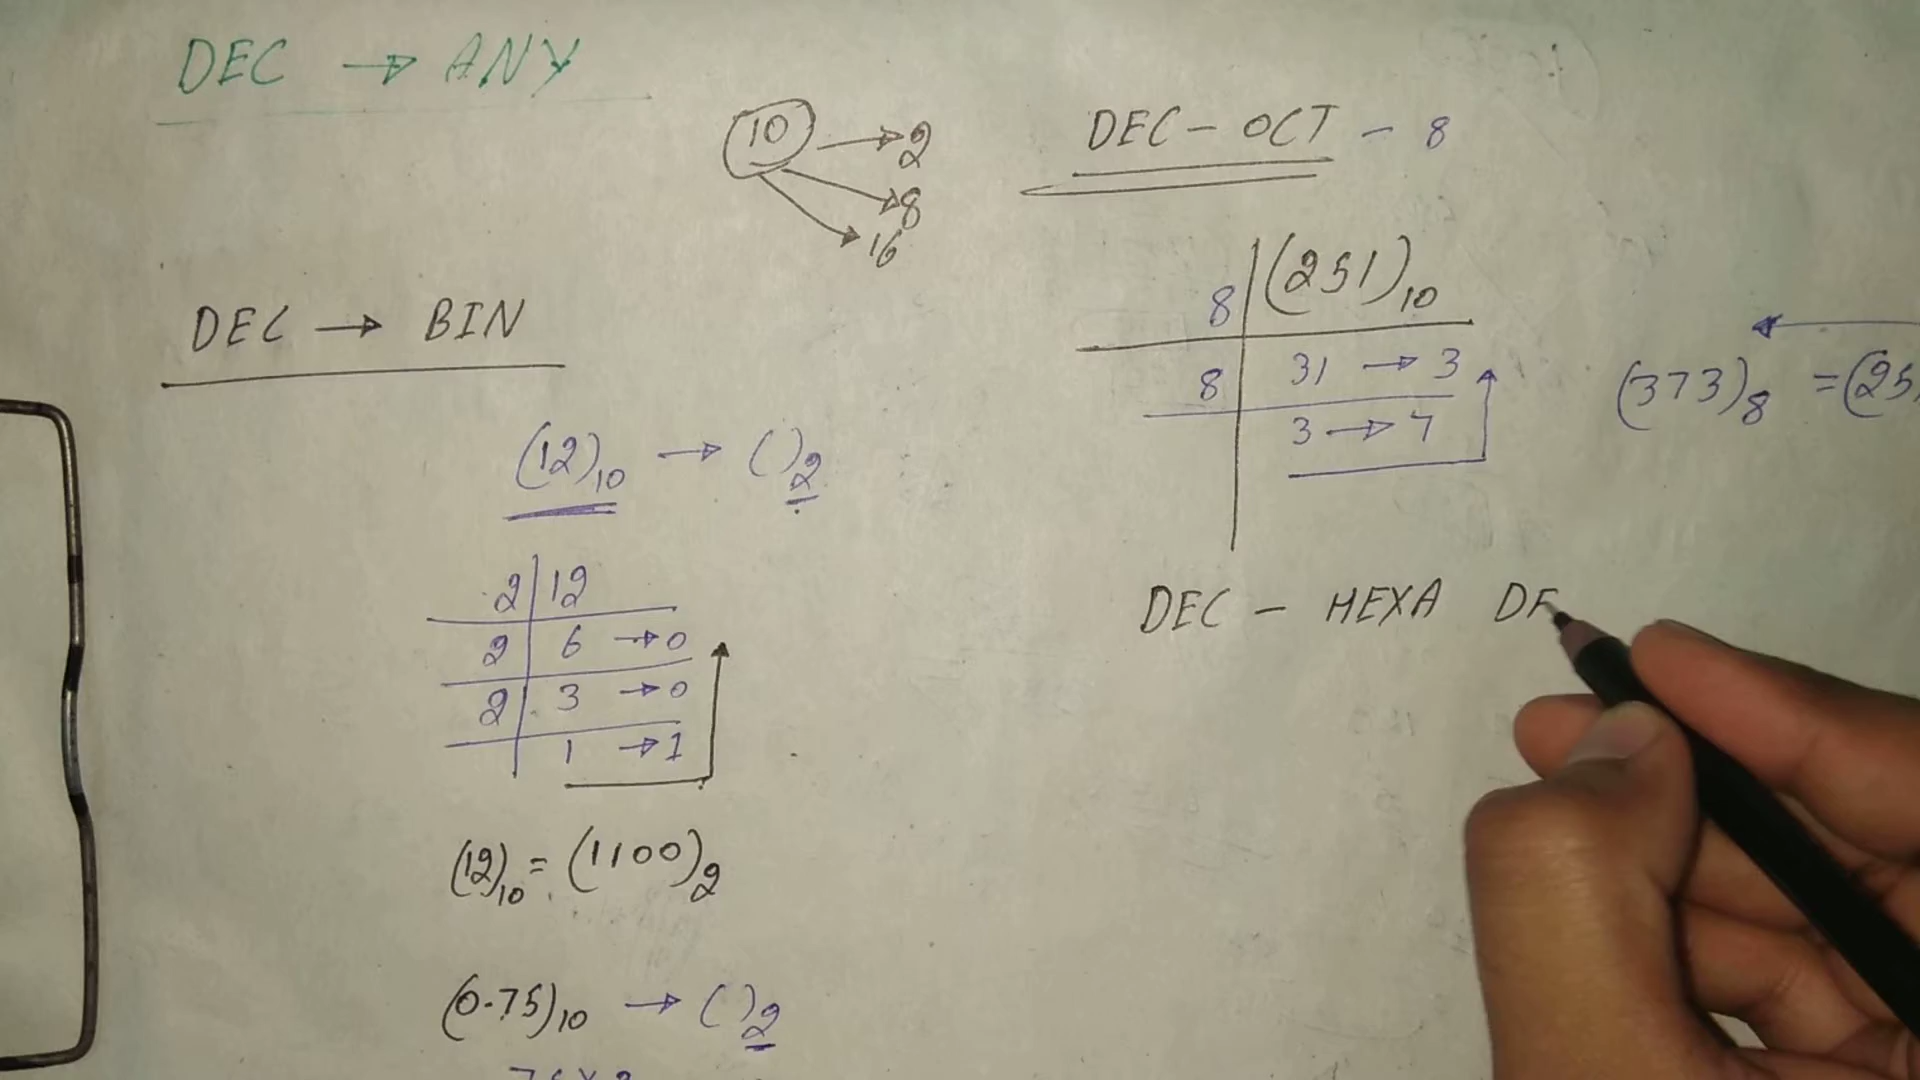 DEC → ANY
10 → 2
8
16
DEC → BIN
(12)10 → ( )2
2 | 12
2 | 6 → 0
2 | 3 → 0
1 → 1
(12)10 = (1100)2
(0.75)10 → ( )2
DEC - OCT - 8
8 | (251)10
8 | 31 → 3
3 → 7
(373)8 = (25
DEC - HEXA DE